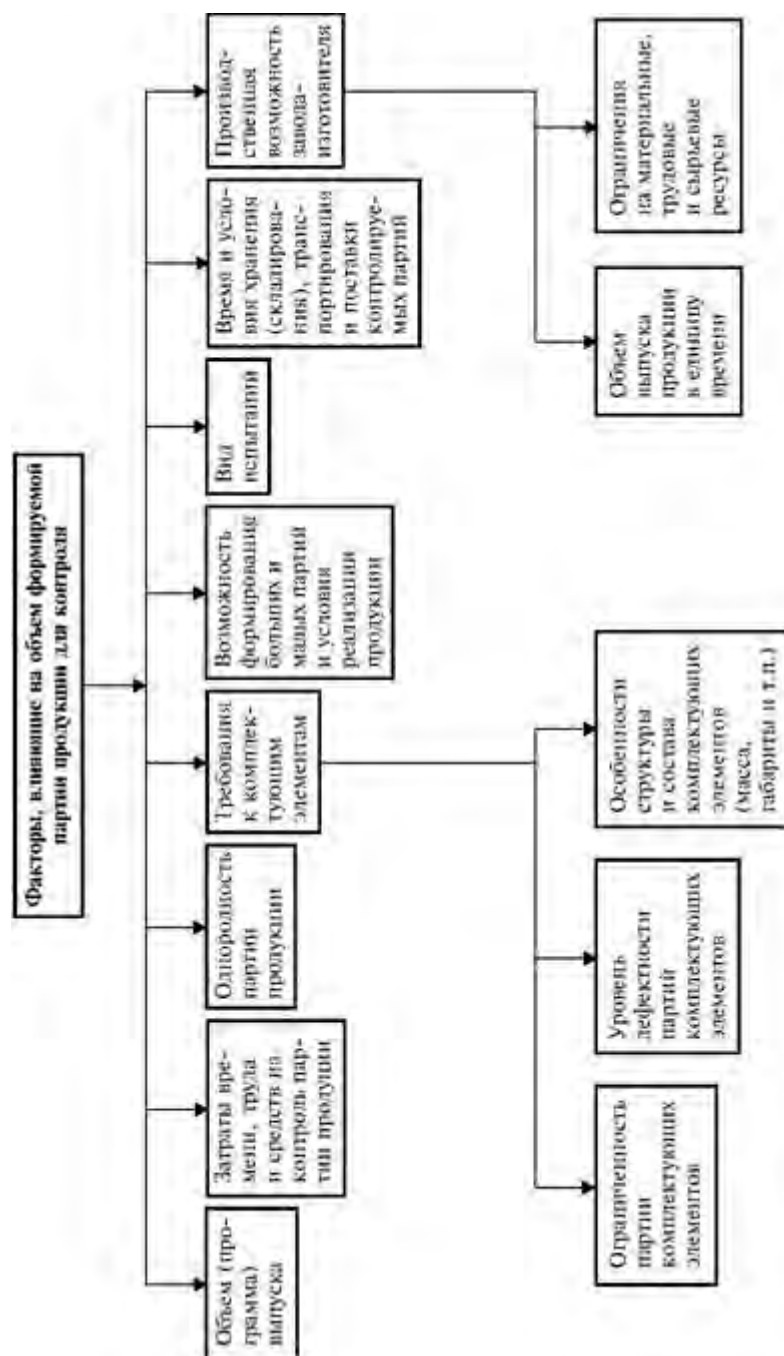 Факторы, влияющие на объем формируемой
партии продукции для контроля
Объем (про-
грамма)
выпуска
Затраты вре-
мени, труда
и средств на
контроль пар-
тии продуции
Однородность
партии
продукции
Требования
к комплек-
тующим
элементам
Возможность
формирования
больших и
малых партий
и условия
реализации
продукции
Вид
испытаний
Время и усло-
вия хранения
(складирова-
ния), транс-
портирования
и поставки
контролируе-
мых партий
Производ-
ственная
возможность
завода-
изготовителя
Ограниченность
партии
комплектующих
элементов
Уровень
дефектности
партий
комплектующих
элементов
Особенности
структуры
и состава
комплектующих
элементов
(масса,
габариты и т.п.)
Объем
выпуска
продукции
в единицу
времени
Ограничения
на материальные,
трудовые
и сырьевые
ресурсы